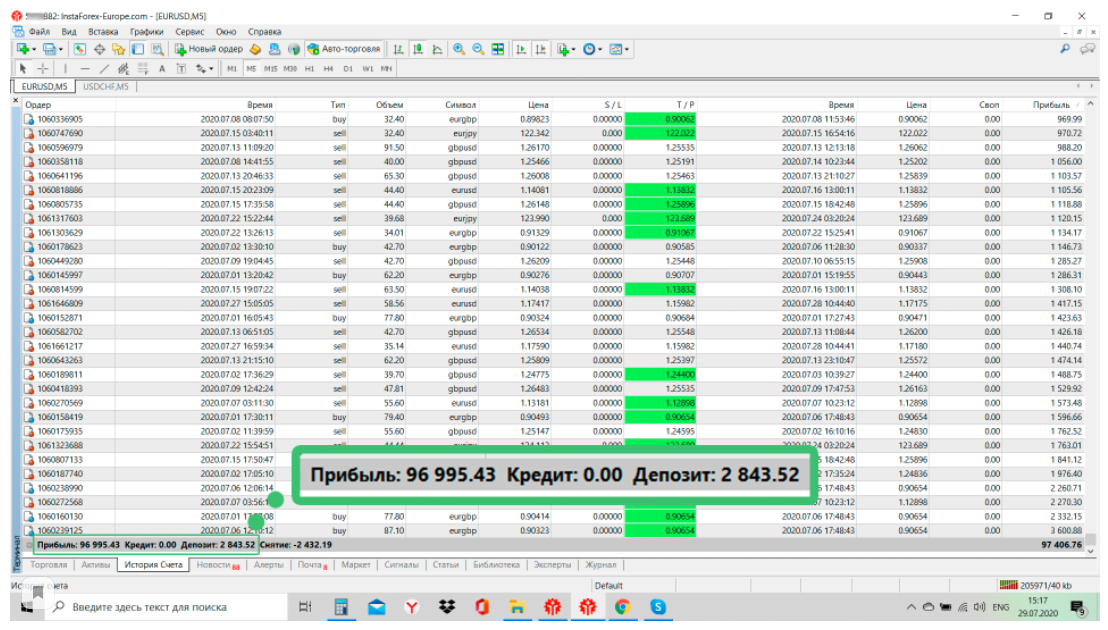 882: InstaForex-Europe.com - [EURUSD,M5]
Файл Вид Вставка Графики Сервис Окно Справка
Новый ордер Авто-торговля
A T M1 M5 M15 M30 H1 H4 D1 W1 MN
EURUSD,M5 USDCHF,M5
Ордер Время Тип Объем Символ Цена S / L T / P Время Цена Своп Прибыль
1060336905 2020.07.08 08:07:50 buy 32.40 eurgbp 0.89823 0.00000 0.90062 2020.07.08 11:53:46 0.90062 0.00 969.99
1060747690 2020.07.15 03:40:11 sell 32.40 eurjpy 122.342 0.000 122.022 2020.07.15 16:54:16 122.022 0.00 970.72
1060596979 2020.07.13 11:09:20 sell 91.50 gbpusd 1.26170 0.00000 1.25535 2020.07.13 12:13:18 1.26062 0.00 988.20
1060358118 2020.07.08 14:41:55 sell 40.00 gbpusd 1.25466 0.00000 1.25191 2020.07.14 10:23:44 1.25202 0.00 1 056.00
1060641196 2020.07.13 20:46:33 sell 65.30 gbpusd 1.26008 0.00000 1.25463 2020.07.13 21:10:27 1.25839 0.00 1 103.57
1060818886 2020.07.15 20:23:09 sell 44.40 eurusd 1.14081 0.00000 1.13832 2020.07.16 13:00:11 1.13832 0.00 1 105.56
1060805735 2020.07.15 17:35:58 sell 44.40 gbpusd 1.26148 0.00000 1.25896 2020.07.15 18:42:48 1.25896 0.00 1 118.88
1061317603 2020.07.22 15:22:44 sell 39.68 eurjpy 123.990 0.000 123.689 2020.07.24 03:20:24 123.689 0.00 1 120.15
1061303629 2020.07.22 13:26:13 sell 34.01 eurgbp 0.91329 0.00000 0.91067 2020.07.22 15:25:41 0.91067 0.00 1 134.17
1060178623 2020.07.02 13:30:10 buy 42.70 eurgbp 0.90122 0.00000 0.90585 2020.07.06 11:28:30 0.90337 0.00 1 146.73
1060449280 2020.07.09 19:04:45 sell 42.70 gbpusd 1.26209 0.00000 1.25448 2020.07.10 06:55:15 1.25908 0.00 1 285.27
1060145997 2020.07.01 13:20:42 buy 62.20 eurgbp 0.90276 0.00000 0.90707 2020.07.01 15:19:55 0.90443 0.00 1 286.31
1060814599 2020.07.15 19:07:22 sell 63.50 eurusd 1.14038 0.00000 1.13832 2020.07.16 13:00:11 1.13832 0.00 1 308.10
1061646809 2020.07.27 15:05:05 sell 58.56 eurusd 1.17417 0.00000 1.15982 2020.07.28 10:44:40 1.17175 0.00 1 417.15
1060152871 2020.07.01 16:05:43 buy 77.80 eurgbp 0.90324 0.00000 0.90684 2020.07.01 17:27:43 0.90471 0.00 1 423.63
1060582702 2020.07.13 06:51:05 sell 42.70 gbpusd 1.26534 0.00000 1.25548 2020.07.13 11:08:44 1.26200 0.00 1 426.18
1061661217 2020.07.27 16:59:34 sell 35.14 eurusd 1.17590 0.00000 1.15982 2020.07.28 10:44:41 1.17180 0.00 1 440.74
1060643263 2020.07.13 21:15:10 sell 62.20 gbpusd 1.25809 0.00000 1.25397 2020.07.13 23:10:47 1.25572 0.00 1 474.14
1060189811 2020.07.02 17:36:29 sell 39.70 gbpusd 1.24775 0.00000 1.24400 2020.07.03 10:39:27 1.24400 0.00 1 488.75
1060418393 2020.07.09 12:42:24 sell 47.81 gbpusd 1.26483 0.00000 1.25535 2020.07.09 17:47:53 1.26163 0.00 1 529.92
1060270569 2020.07.07 03:11:30 sell 55.60 eurusd 1.13181 0.00000 1.12898 2020.07.07 10:23:12 1.12898 0.00 1 573.48
1060158419 2020.07.01 17:30:11 buy 79.40 eurgbp 0.90493 0.00000 0.90654 2020.07.06 17:48:43 0.90654 0.00 1 596.66
1060175935 2020.07.02 11:39:59 sell 55.60 gbpusd 1.25147 0.00000 1.24595 2020.07.02 16:10:16 1.24830 0.00 1 762.52
1061323688 2020.07.22 15:54:51 123.689 0.00 1 763.01
1060807133 2020.07.15 17:50:47 5 18:42:48 1.25896 0.00 1 841.12
1060187740 2020.07.02 17:05:10 2 17:35:24 1.24836 0.00 1 976.40
Прибыль: 96 995.43 Кредит: 0.00 Депозит: 2 843.52
1060238990 2020.07.06 12:06:14 6 17:48:43 0.90654 0.00 2 260.71
1060272568 2020.07.07 03:56: 07 10:23:12 1.12898 0.00 2 270.30
1060160130 2020.07.01 buy 77.80 eurgbp 0.90414 0.00000 0.90654 2020.07.06 17:48:43 0.90654 0.00 2 332.15
1060239125 2020.07.06 buy 87.10 eurgbp 0.90323 0.00000 0.90654 2020.07.06 17:48:43 0.90654 0.00 3 600.88
Прибыль: 96 995.43 Кредит: 0.00 Депозит: 2 843.52 Снятие: -2 432.19 97 406.76
Терминал
Торговля Активы История Счета Новости 88 Алерты Почта 8 Маркет Сигналы Статьи Библиотека Эксперты Журнал
Default 205971/40 kb
Введите здесь текст для поиска ENG 15:17
29.07.2020